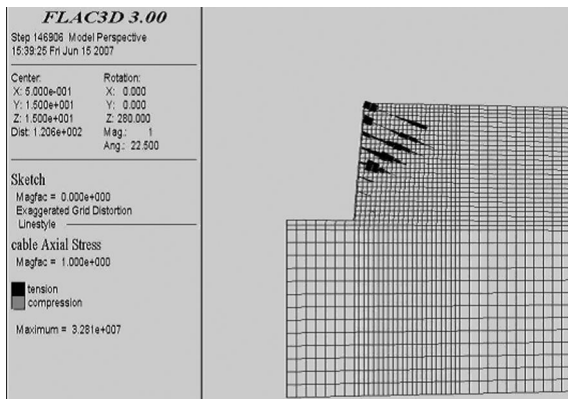 FLAC3D 3.00
Step 146906 Model Perspective
15:39:25 Fri Jun 15 2007
Center: Rotation:
X: 5.000e-001 X: 0.000
Y: 1.500e+001 Y: 0.000
Z: 1.500e+001 Z: 280.000
Dist: 1.206e+002 Mag.: 1
Ang.: 22.500
Sketch
Magfac = 0.000e+000
Exaggerated Grid Distortion
Linestyle
cable Axial Stress
Magfac = 1.000e+000
tension
compression
Maximum = 3.281e+007